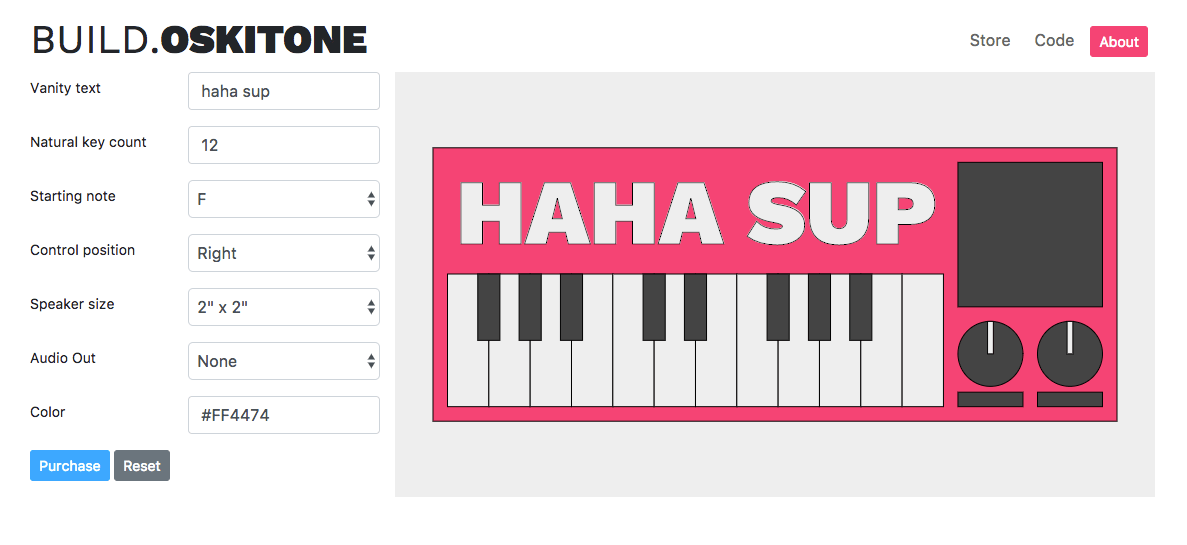 BUILD.OSKITONE
Store Code About
Vanity text haha sup
Natural key count 12
Starting note F
Control position Right
Speaker size 2" x 2"
Audio Out None
Color #FF4474
Purchase Reset
HAHA SUP